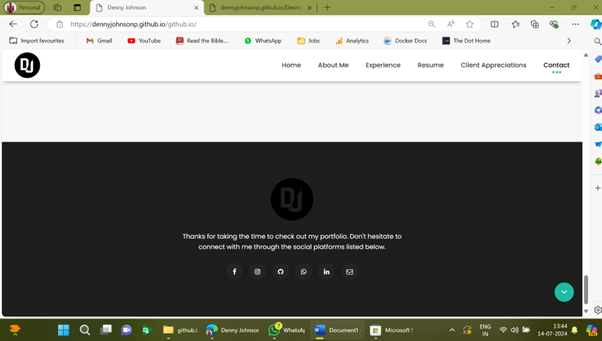 Personal
Denny Johnson
dennyjohnsonp.github.io/Denn
https://dennyjohnsonp.github.io/github.io/
Import favourites
Gmail
YouTube
Read the Bible...
WhatsApp
Jobs
Analytics
Docker Docs
The Dot Home
DJ
Home
About Me
Experience
Resume
Client Appreciations
Contact
DJ
Thanks for taking the time to check out my portfolio. Don't hesitate to
connect with me through the social platforms listed below.
github.i
Denny Johnson
WhatsAp
Document1
Microsoft S
ENG
IN
13:44
14-07-2024